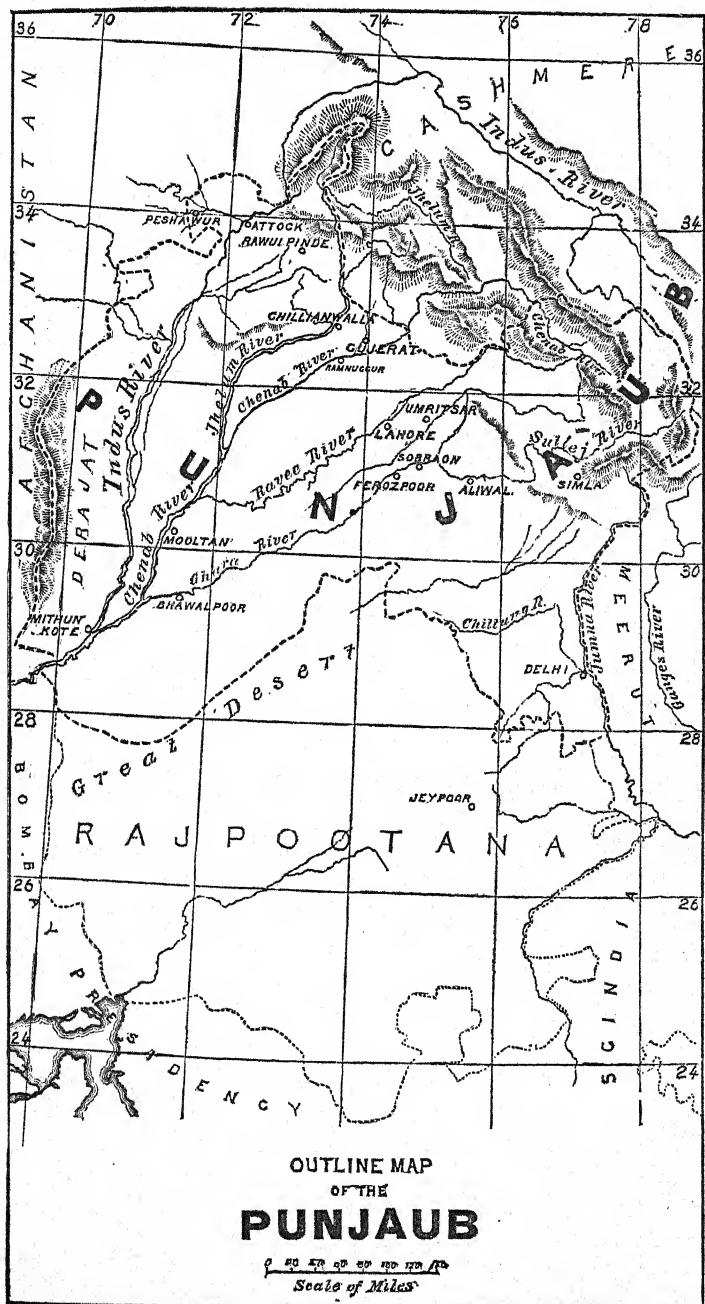 70 72 74 76 78
36 36
CASHMERE
Indus River
AFGHANISTAN
34 34
PESHAWUR
ATTOCK
RAWULPINDE.
Jhelum R.
CHILLIANWALLA
GUJERAT
RAMNUGGUR
Jhelum River
Chenab River
Chenab River
32 32
PUNJAUB
Indus River
DERAJAT
UMRITSAR
LAHORE
Ravee River
SOBRAON
FEROZPOOR
ALIWAL.
Sutlej River
SIMLA
Chenab River
MOOLTAN
30 30
Ghara River
BHAWALPOOR
MITHUN
KOTE
Chittung R.
Jumna River
MEERUT
Ganges River
DELHI
Great Desert
28 28
JEYPOOR
RAJPOOTANA
26 26
BOMBAY PRESIDENCY
SCINDIA
24 24
OUTLINE MAP
OF THE
PUNJAUB
Scale of Miles